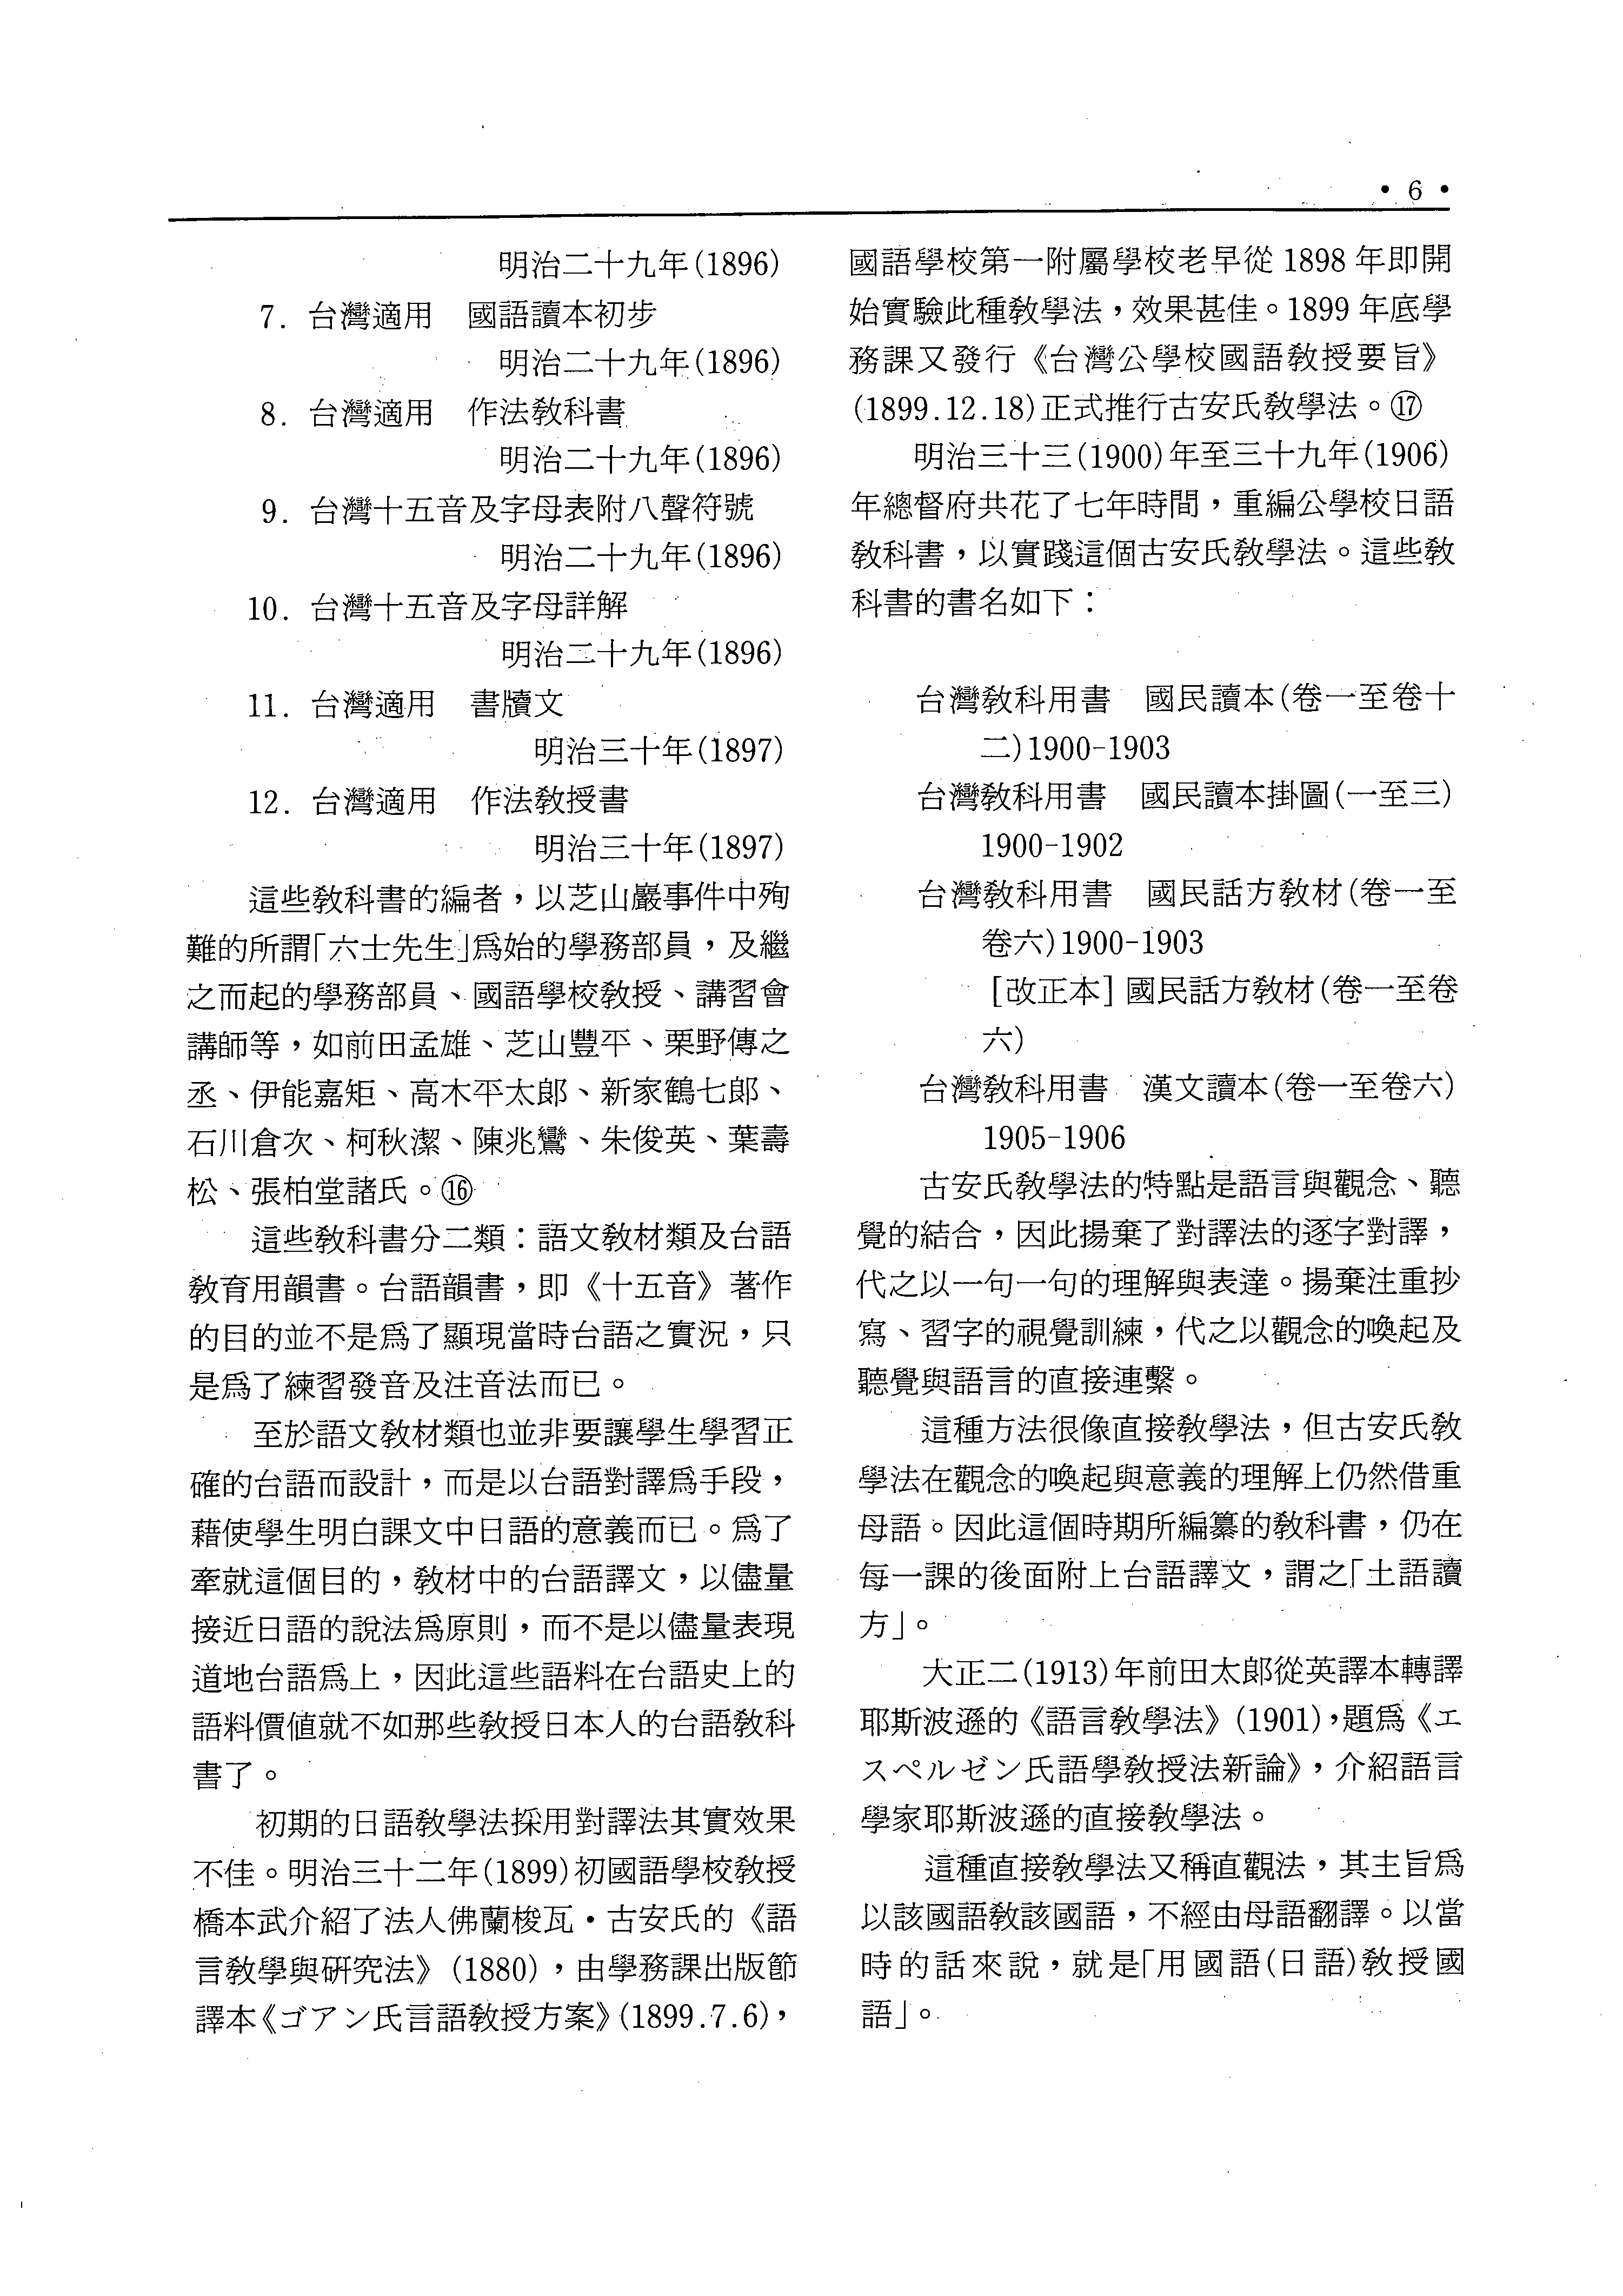 • 6 •
明治二十九年(1896)
7. 台灣適用　國語讀本初步
明治二十九年(1896)
8. 台灣適用　作法教科書
明治二十九年(1896)
9. 台灣十五音及字母表附八聲符號
明治二十九年(1896)
10. 台灣十五音及字母詳解
明治二十九年(1896)
11. 台灣適用　書牘文
明治三十年(1897)
12. 台灣適用　作法教授書
明治三十年(1897)
這些教科書的編者，以芝山巖事件中殉
難的所謂「六士先生」爲始的學務部員，及繼
之而起的學務部員、國語學校教授、講習會
講師等，如前田孟雄、芝山豐平、栗野傳之
丞、伊能嘉矩、高木平太郎、新家鶴七郎、
石川倉次、柯秋潔、陳兆鸞、朱俊英、葉壽
松、張柏堂諸氏。⑯
這些教科書分二類：語文教材類及台語
教育用韻書。台語韻書，即《十五音》著作
的目的並不是爲了顯現當時台語之實況，只
是爲了練習發音及注音法而已。
至於語文教材類也並非要讓學生學習正
確的台語而設計，而是以台語對譯爲手段，
藉使學生明白課文中日語的意義而已。爲了
牽就這個目的，教材中的台語譯文，以儘量
接近日語的說法爲原則，而不是以儘量表現
道地台語爲上，因此這些語料在台語史上的
語料價値就不如那些教授日本人的台語教科
書了。
初期的日語教學法採用對譯法其實效果
不佳。明治三十二年(1899)初國語學校教授
橋本武介紹了法人佛蘭梭瓦•古安氏的《語
言教學與研究法》(1880)，由學務課出版節
譯本《ゴアン氏言語教授方案》(1899.7.6)，
國語學校第一附屬學校老早從 1898 年即開
始實驗此種教學法，效果甚佳。1899 年底學
務課又發行《台灣公學校國語教授要旨》
(1899.12.18)正式推行古安氏教學法。⑰
明治三十三(1900)年至三十九年(1906)
年總督府共花了七年時間，重編公學校日語
教科書，以實踐這個古安氏教學法。這些教
科書的書名如下：
台灣教科用書　國民讀本(卷一至卷十
二)1900-1903
台灣教科用書　國民讀本掛圖(一至三)
1900-1902
台灣教科用書　國民話方教材(卷一至
卷六)1900-1903
[改正本] 國民話方教材(卷一至卷
六)
台灣教科用書　漢文讀本(卷一至卷六)
1905-1906
古安氏教學法的特點是語言與觀念、聽
覺的結合，因此揚棄了對譯法的逐字對譯，
代之以一句一句的理解與表達。揚棄注重抄
寫、習字的視覺訓練，代之以觀念的喚起及
聽覺與語言的直接連繫。
這種方法很像直接教學法，但古安氏教
學法在觀念的喚起與意義的理解上仍然借重
母語。因此這個時期所編纂的教科書，仍在
每一課的後面附上台語譯文，謂之「土語讀
方」。
大正二(1913)年前田太郎從英譯本轉譯
耶斯波遜的《語言教學法》(1901)，題爲《エ
スペルゼン氏語學教授法新論》，介紹語言
學家耶斯波遜的直接教學法。
這種直接教學法又稱直觀法，其主旨爲
以該國語教該國語，不經由母語翻譯。以當
時的話來說，就是「用國語(日語)教授國
語」。